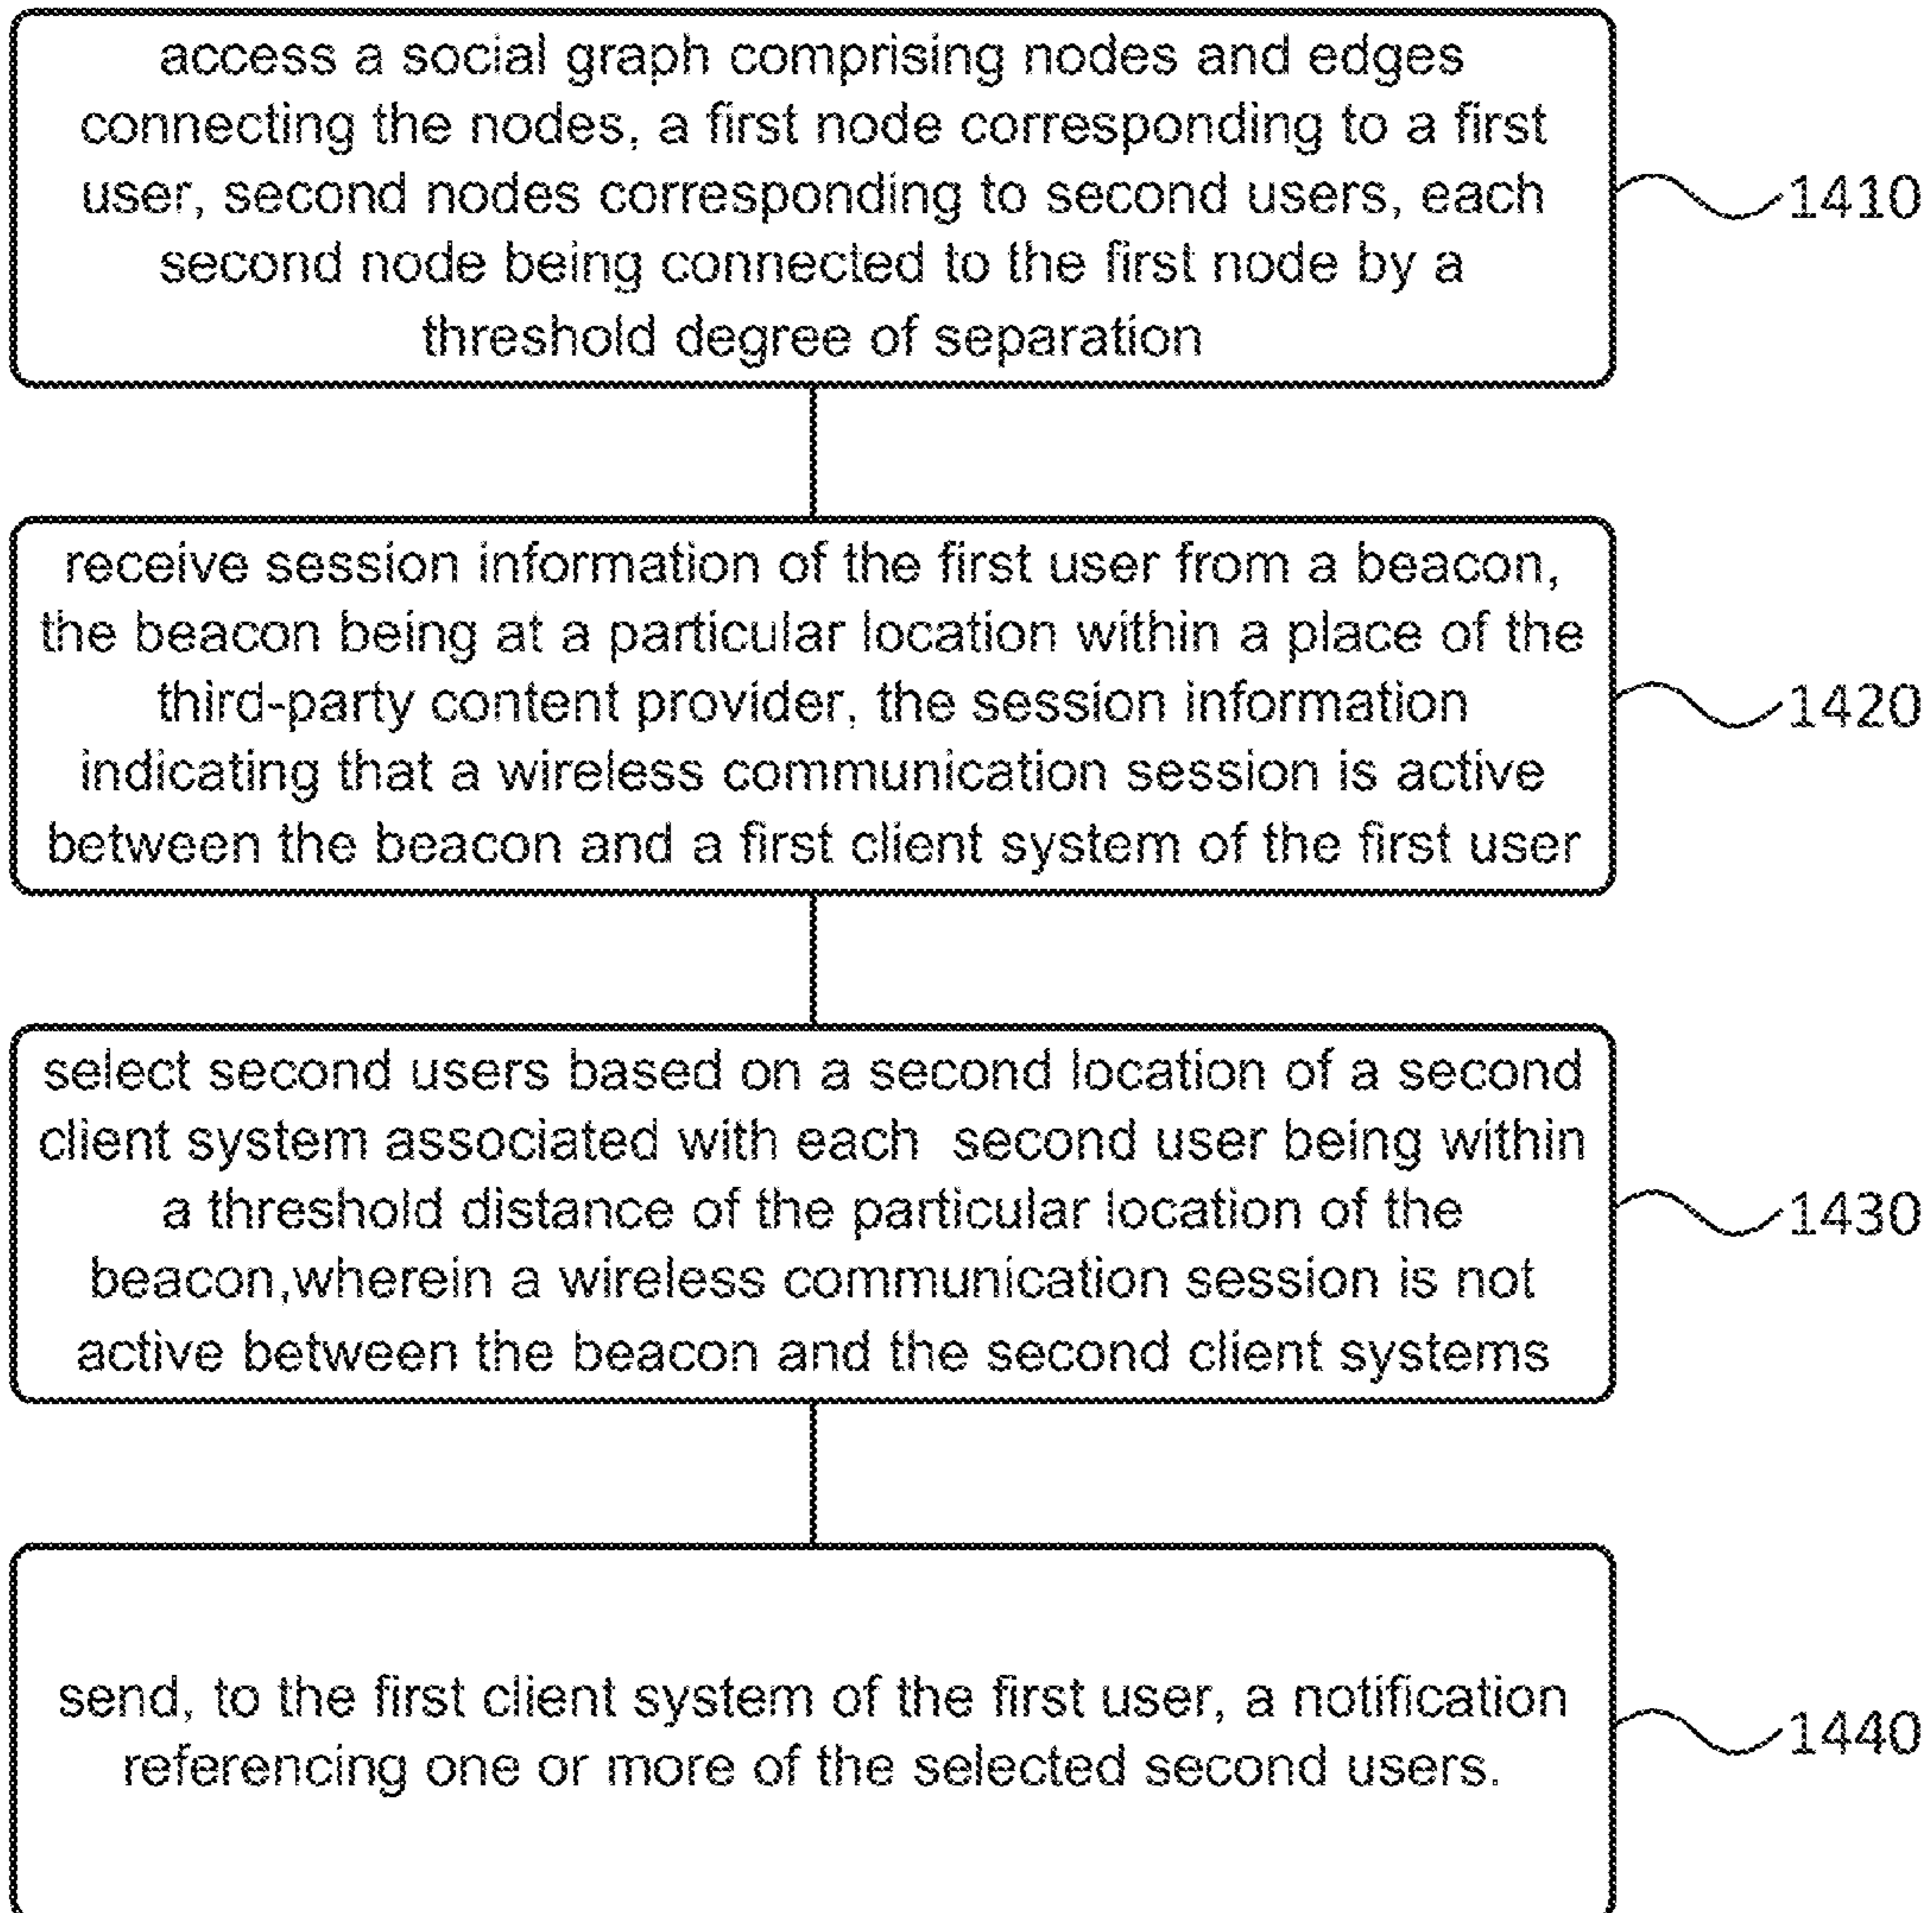 access a social graph comprising nodes and edges
connecting the nodes, a first node corresponding to a first
user, second nodes corresponding to second users, each
second node being connected to the first node by a
threshold degree of separation
1410
receive session information of the first user from a beacon,
the beacon being at a particular location within a place of the
third-party content provider, the session information
indicating that a wireless communication session is active
between the beacon and a first client system of the first user
1420
select second users based on a second location of a second
client system associated with each  second user being within
a threshold distance of the particular location of the
beacon,wherein a wireless communication session is not
active between the beacon and the second client systems
1430
send, to the first client system of the first user, a notification
referencing one or more of the selected second users.
1440